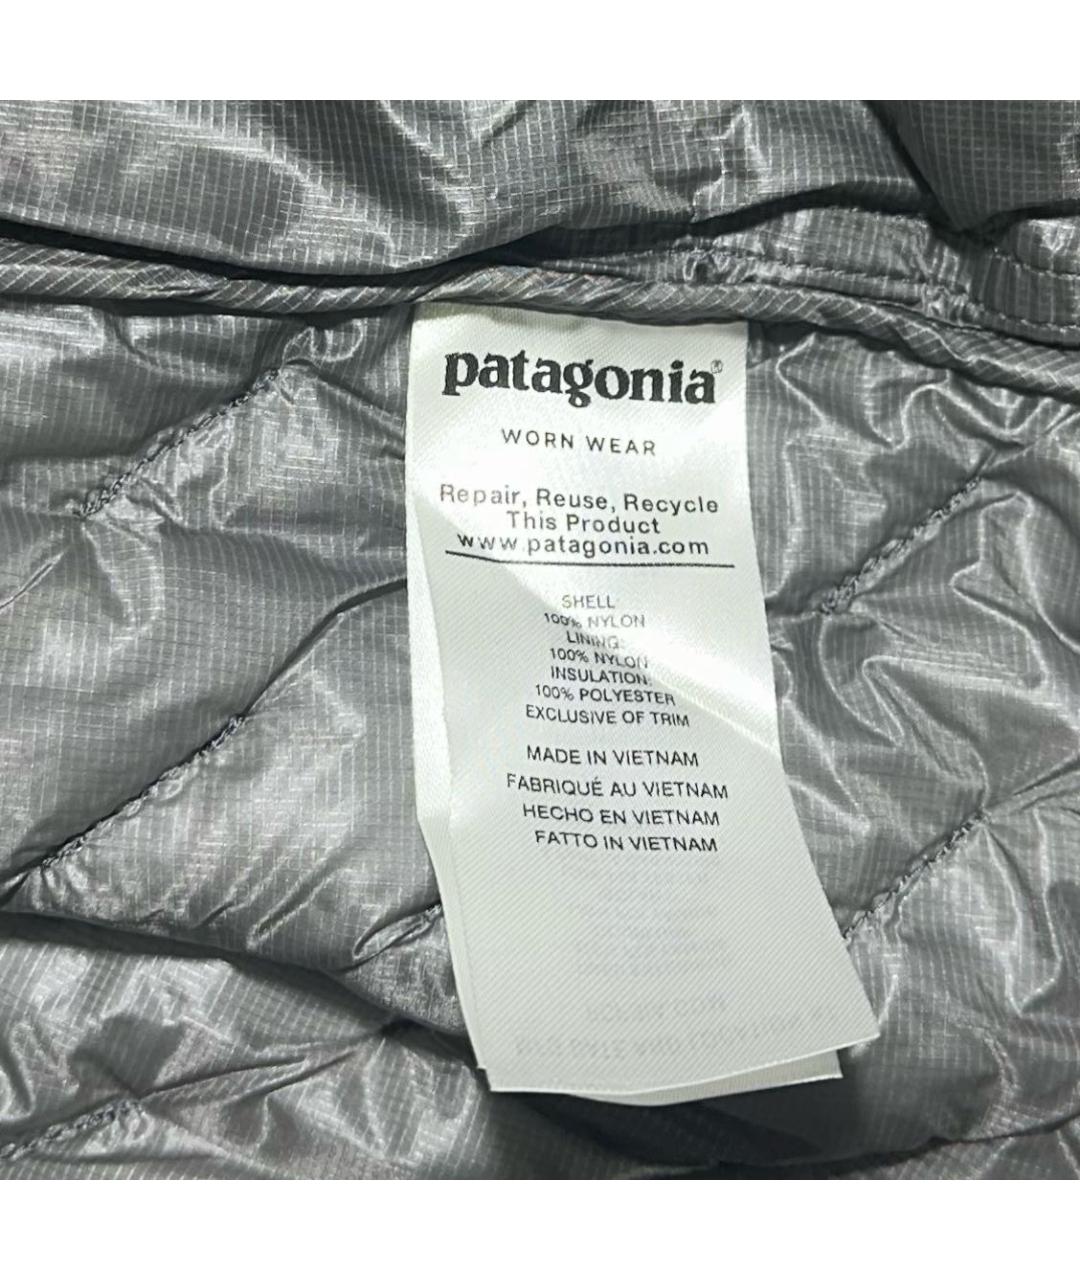 patagonia®
WORN WEAR
Repair, Reuse, Recycle
This Product
www.patagonia.com
SHELL:
100% NYLON
LINING:
100% NYLON
INSULATION:
100% POLYESTER
EXCLUSIVE OF TRIM
MADE IN VIETNAM
FABRIQUÉ AU VIETNAM
HECHO EN VIETNAM
FATTO IN VIETNAM